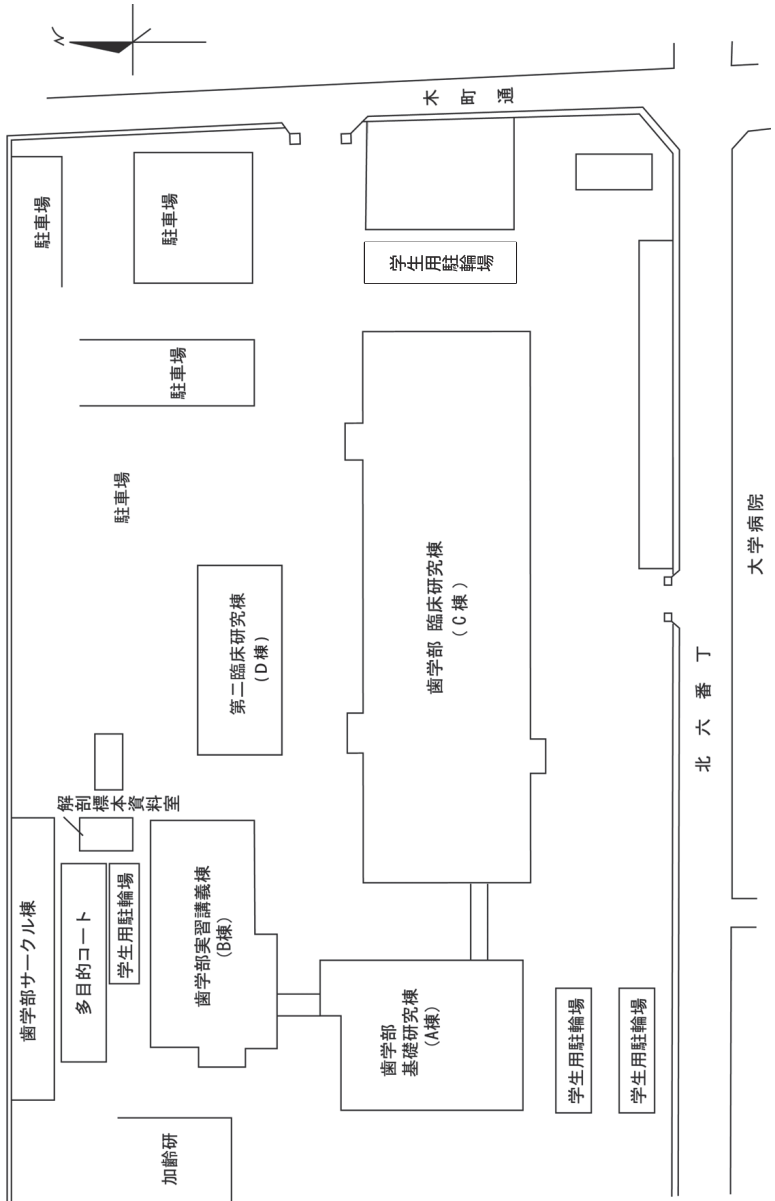 N
木町通
駐車場
駐車場
学生用駐輪場
駐車場
駐車場
第二臨床研究棟
(D棟)
歯学部 臨床研究棟
(C棟)
大学病院
北六番丁
解剖標本資料室
歯学部サークル棟
多目的コート
学生用駐輪場
歯学部実習講義棟
(B棟)
歯学部
基礎研究棟
(A棟)
学生用駐輪場
学生用駐輪場
加齢研